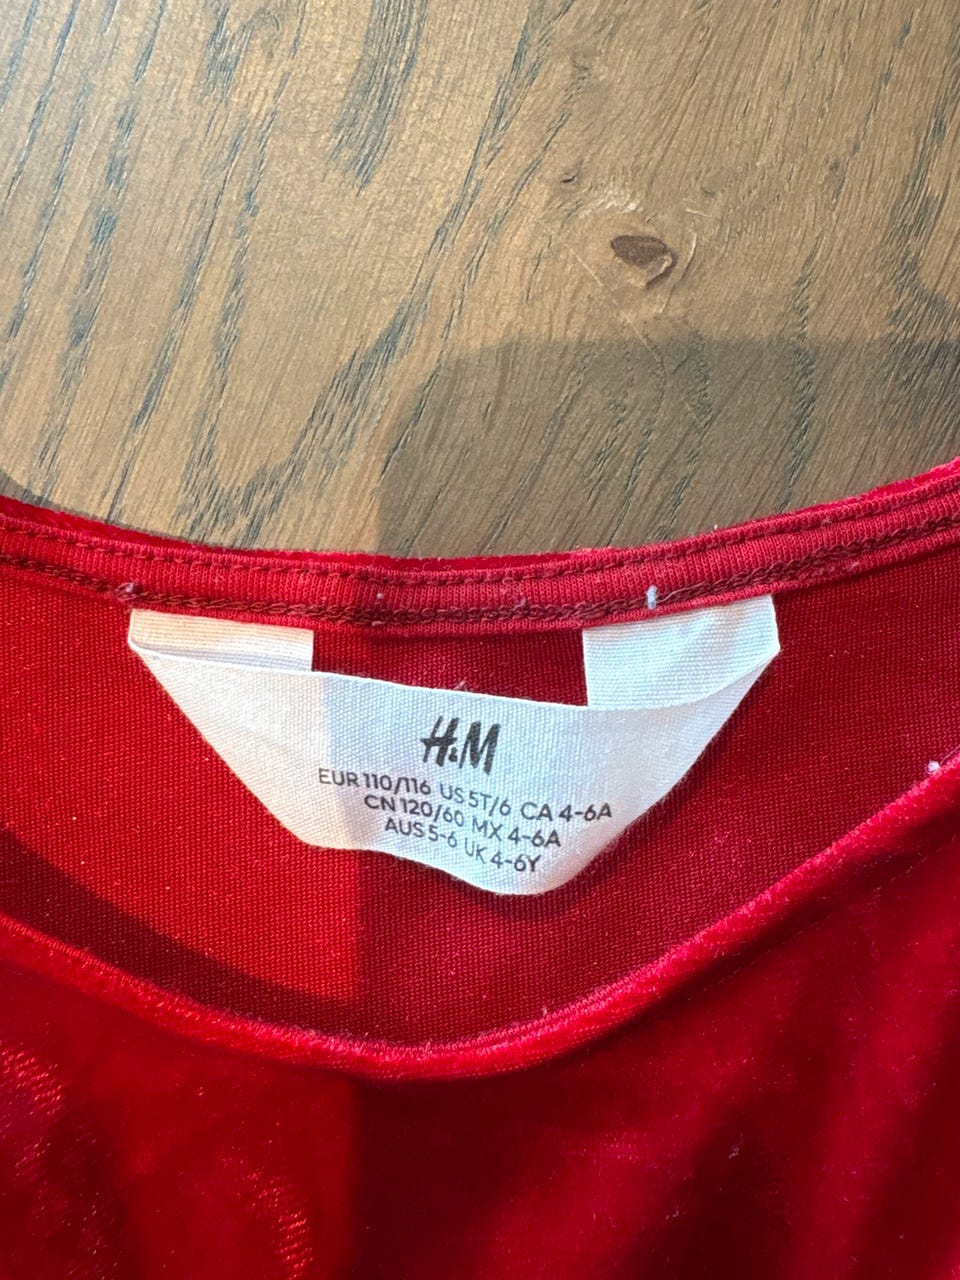 H&M
EUR 110/116 US 5T/6 CA 4-6A
CN 120/60 MX 4-6A
AUS 5-6 UK 4-6Y